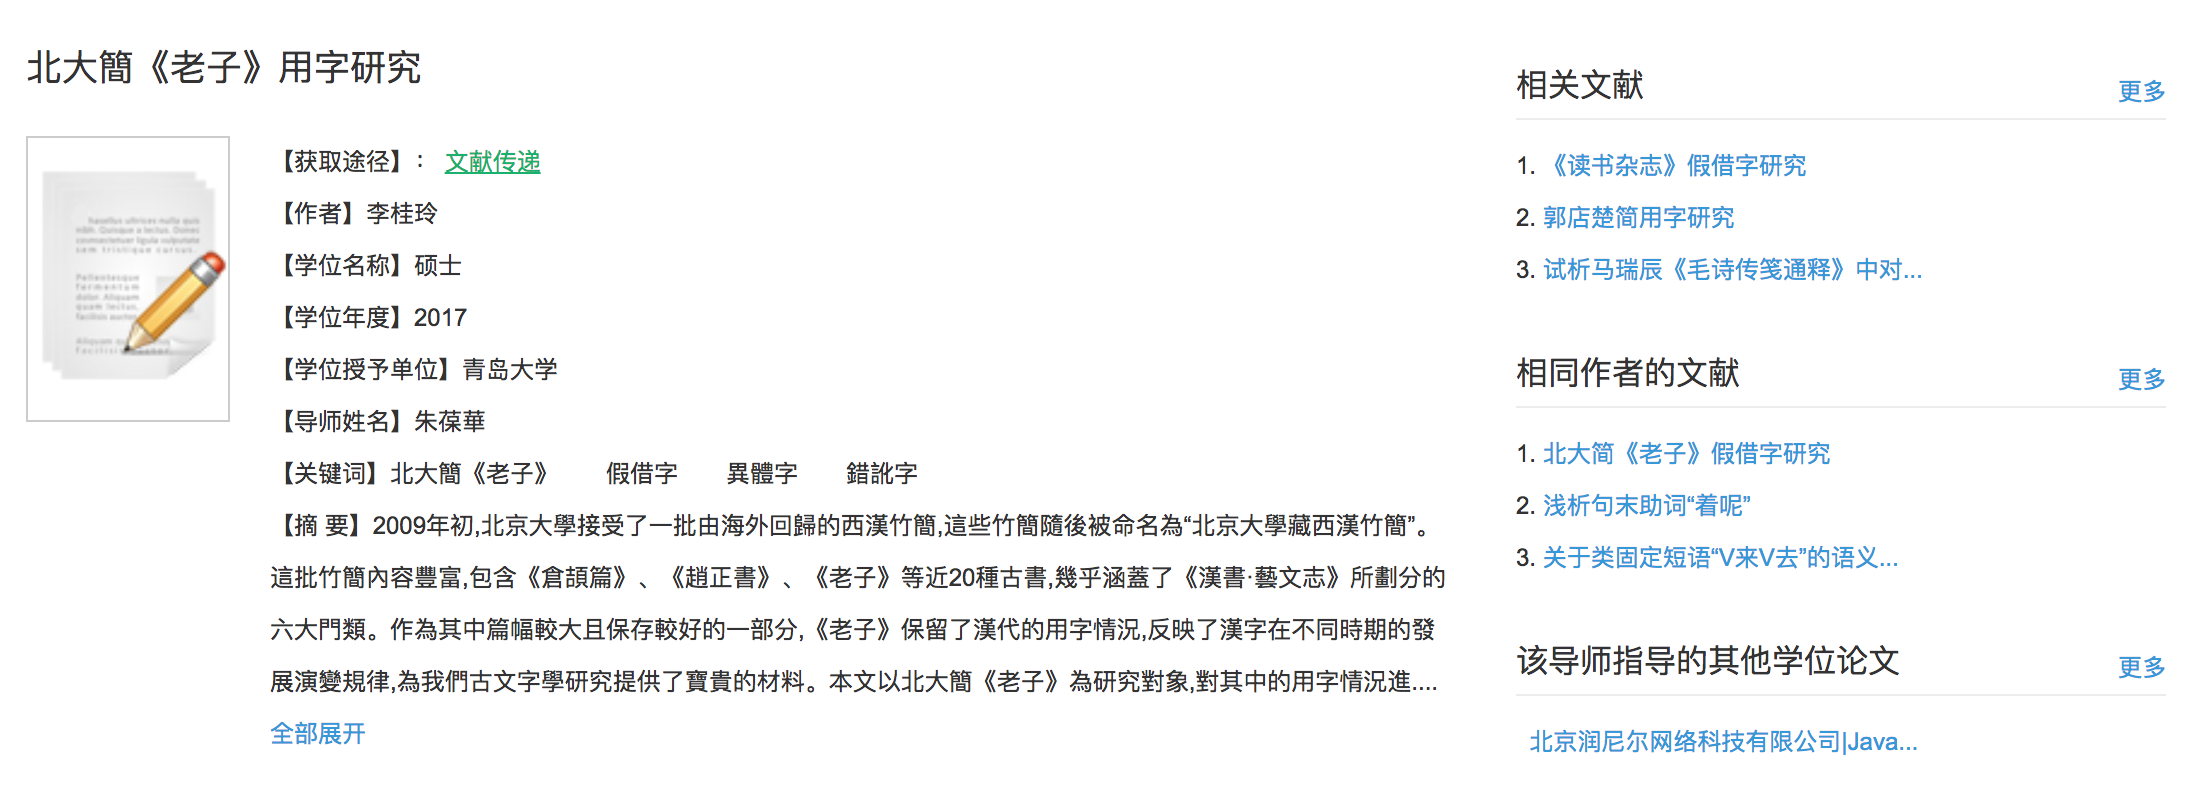 北大簡《老子》用字研究
【获取途径】： 文献传递
【作者】李桂玲
【学位名称】硕士
【学位年度】2017
【学位授予单位】青岛大学
【导师姓名】朱葆華
【关键词】北大簡《老子》 假借字 異體字 錯訛字
【摘 要】2009年初,北京大學接受了一批由海外回歸的西漢竹簡,這些竹簡隨後被命名為“北京大學藏西漢竹簡”。
這批竹簡內容豐富,包含《倉頡篇》、《趙正書》、《老子》等近20種古書,幾乎涵蓋了《漢書·藝文志》所劃分的
六大門類。作為其中篇幅較大且保存較好的一部分,《老子》保留了漢代的用字情況,反映了漢字在不同時期的發
展演變規律,為我們古文字學研究提供了寶貴的材料。本文以北大簡《老子》為研究對象,對其中的用字情況進....
全部展开
相关文献 更多
1. 《读书杂志》假借字研究
2. 郭店楚简用字研究
3. 试析马瑞辰《毛诗传笺通释》中对...
相同作者的文献 更多
1. 北大简《老子》假借字研究
2. 浅析句末助词“着呢”
3. 关于类固定短语“V来V去”的语义...
该导师指导的其他学位论文 更多
北京润尼尔网络科技有限公司|Java...